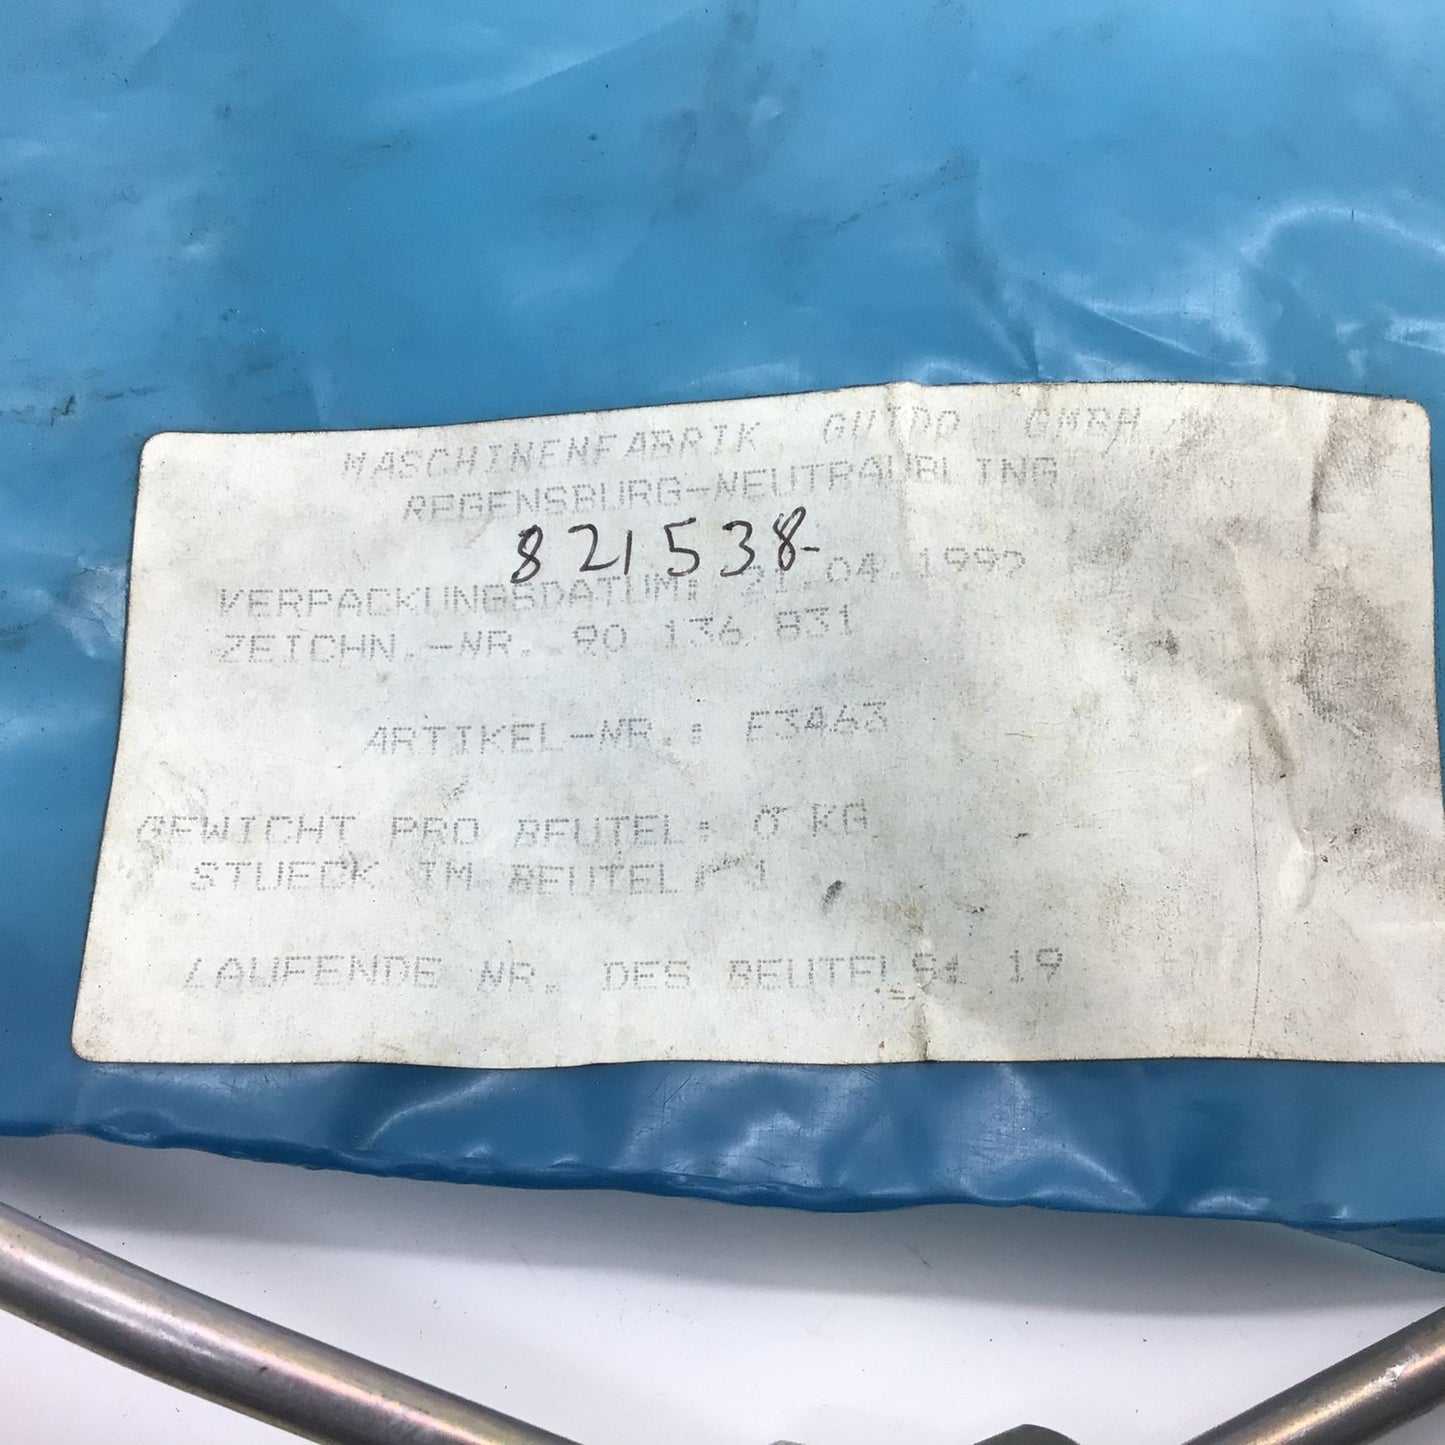 MASCHINENFABRIK GUIDO GMBH
REGENSBURG-NEUTRAUBLING
821538-
VERPACKUNGSDATUM: 21.04.1992
ZEICHN.-NR. 90 136 831
ARTIKEL-NR.: E3463
GEWICHT PRO BEUTEL: 0 KG
STUECK IM BEUTEL: 1
LAUFENDE NR. DES BEUTELS: 19